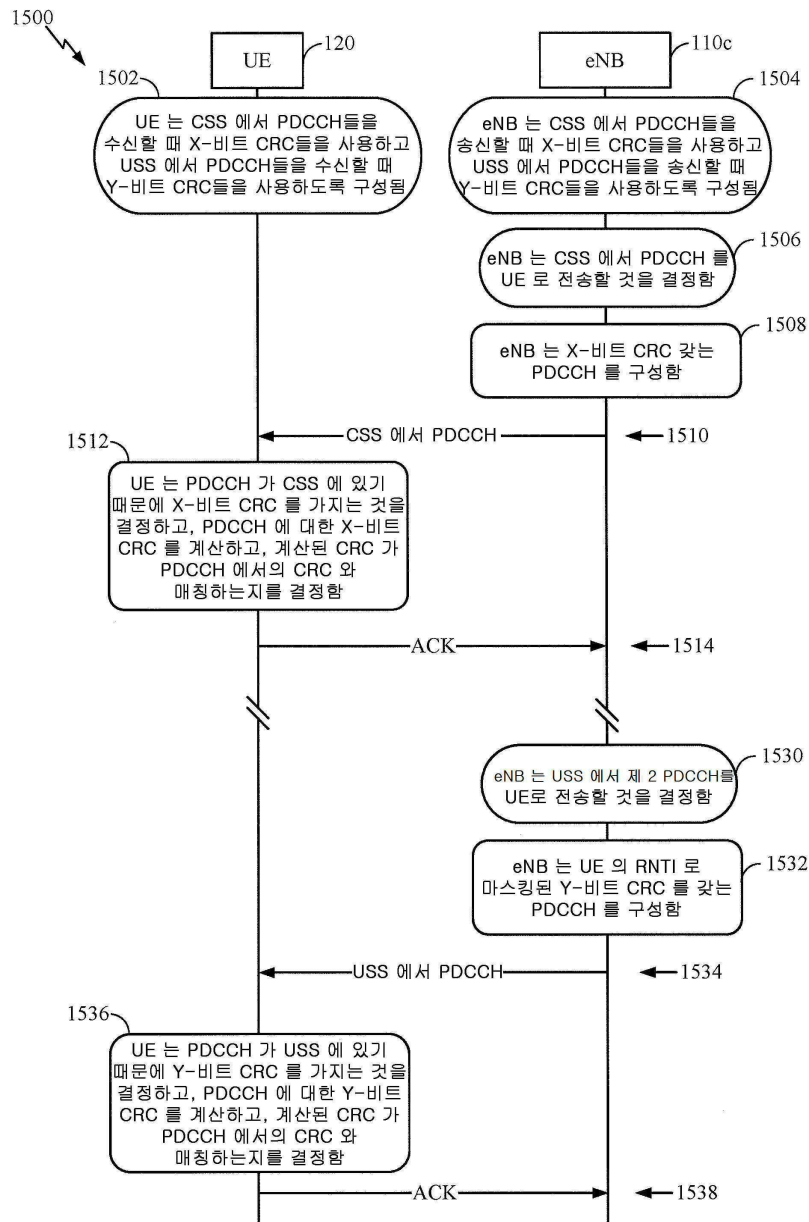 1500
UE
120
eNB
110c
1502
UE 는 CSS 에서 PDCCH들을
수신할 때 X-비트 CRC들을 사용하고
USS 에서 PDCCH들을 수신할 때
Y-비트 CRC들을 사용하도록 구성됨
1504
eNB 는 CSS 에서 PDCCH들을
송신할 때 X-비트 CRC들을 사용하고
USS 에서 PDCCH들을 송신할 때
Y-비트 CRC들을 사용하도록 구성됨
1506
eNB 는 CSS 에서 PDCCH 를
UE 로 전송할 것을 결정함
1508
eNB 는 X-비트 CRC 갖는
PDCCH 를 구성함
CSS 에서 PDCCH
1510
1512
UE 는 PDCCH 가 CSS 에 있기
때문에 X-비트 CRC 를 가지는 것을
결정하고, PDCCH 에 대한 X-비트
CRC 를 계산하고, 계산된 CRC 가
PDCCH 에서의 CRC 와
매칭하는지를 결정함
ACK
1514
1530
eNB 는 USS 에서 제 2 PDCCH를
UE로 전송할 것을 결정함
1532
eNB 는 UE 의 RNTI 로
마스킹된 Y-비트 CRC 를 갖는
PDCCH 를 구성함
USS 에서 PDCCH
1534
1536
UE 는 PDCCH 가 USS 에 있기
때문에 Y-비트 CRC 를 가지는 것을
결정하고, PDCCH 에 대한 Y-비트
CRC 를 계산하고, 계산된 CRC 가
PDCCH 에서의 CRC 와
매칭하는지를 결정함
ACK
1538